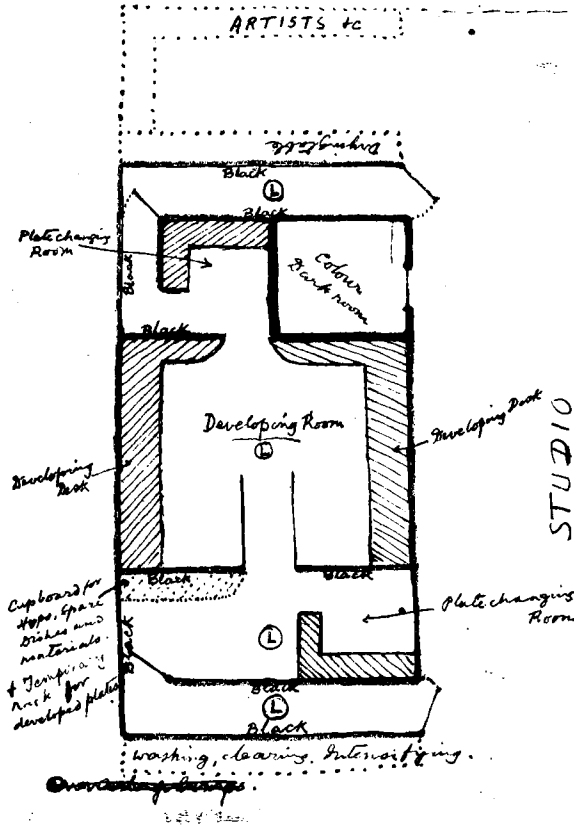 ARTISTS &c
Drying table
Black
L
Black
Plate changing
Room
Black
Colour
Dark room
Black
Developing Room
L
Developing Desk
Developing
Desk
STUDIO
Black
Black
Cupboard for
Hypo, Spare
Dishes and
materials.
& Temporary
rack for
developed plates
Black
L
Plate changing
Room
Black
L
Black
washing, clearing, Intensifying.